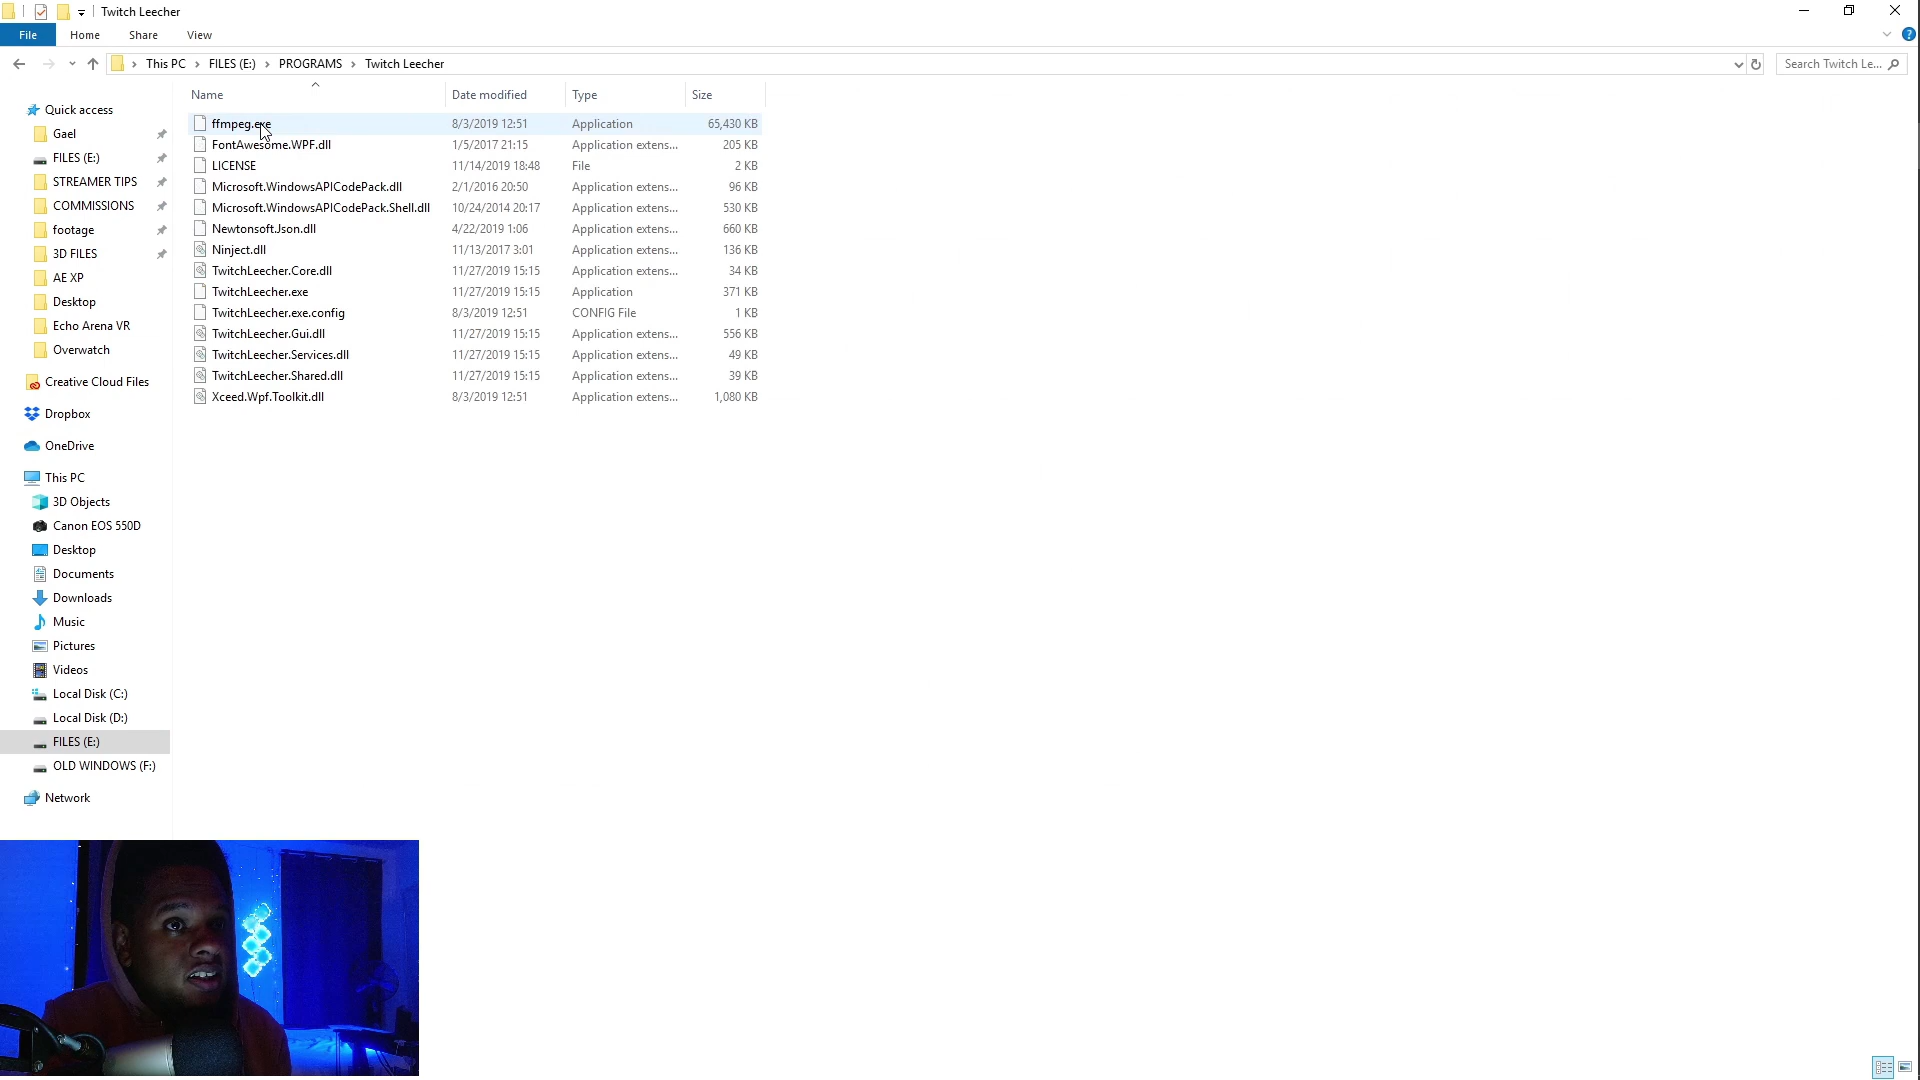 Twitch Leecher
File Home Share View
This PC FILES (E:) PROGRAMS Twitch Leecher Search Twitch Le...
Name Date modified Type Size
Quick access
Gael
FILES (E:)
STREAMER TIPS
COMMISSIONS
footage
3D FILES
AE XP
Desktop
Echo Arena VR
Overwatch
Creative Cloud Files
Dropbox
OneDrive
This PC
3D Objects
Canon EOS 550D
Desktop
Documents
Downloads
Music
Pictures
Videos
Local Disk (C:)
Local Disk (D:)
FILES (E:)
OLD WINDOWS (F:)
Network
ffmpeg.exe 8/3/2019 12:51 Application 65,430 KB
FontAwesome.WPF.dll 1/5/2017 21:15 Application extens... 205 KB
LICENSE 11/14/2019 18:48 File 2 KB
Microsoft.WindowsAPICodePack.dll 2/1/2016 20:50 Application extens... 96 KB
Microsoft.WindowsAPICodePack.Shell.dll 10/24/2014 20:17 Application extens... 530 KB
Newtonsoft.Json.dll 4/22/2019 1:06 Application extens... 660 KB
Ninject.dll 11/13/2017 3:01 Application extens... 136 KB
TwitchLeecher.Core.dll 11/27/2019 15:15 Application extens... 34 KB
TwitchLeecher.exe 11/27/2019 15:15 Application 371 KB
TwitchLeecher.exe.config 8/3/2019 12:51 CONFIG File 1 KB
TwitchLeecher.Gui.dll 11/27/2019 15:15 Application extens... 556 KB
TwitchLeecher.Services.dll 11/27/2019 15:15 Application extens... 49 KB
TwitchLeecher.Shared.dll 11/27/2019 15:15 Application extens... 39 KB
Xceed.Wpf.Toolkit.dll 8/3/2019 12:51 Application extens... 1,080 KB